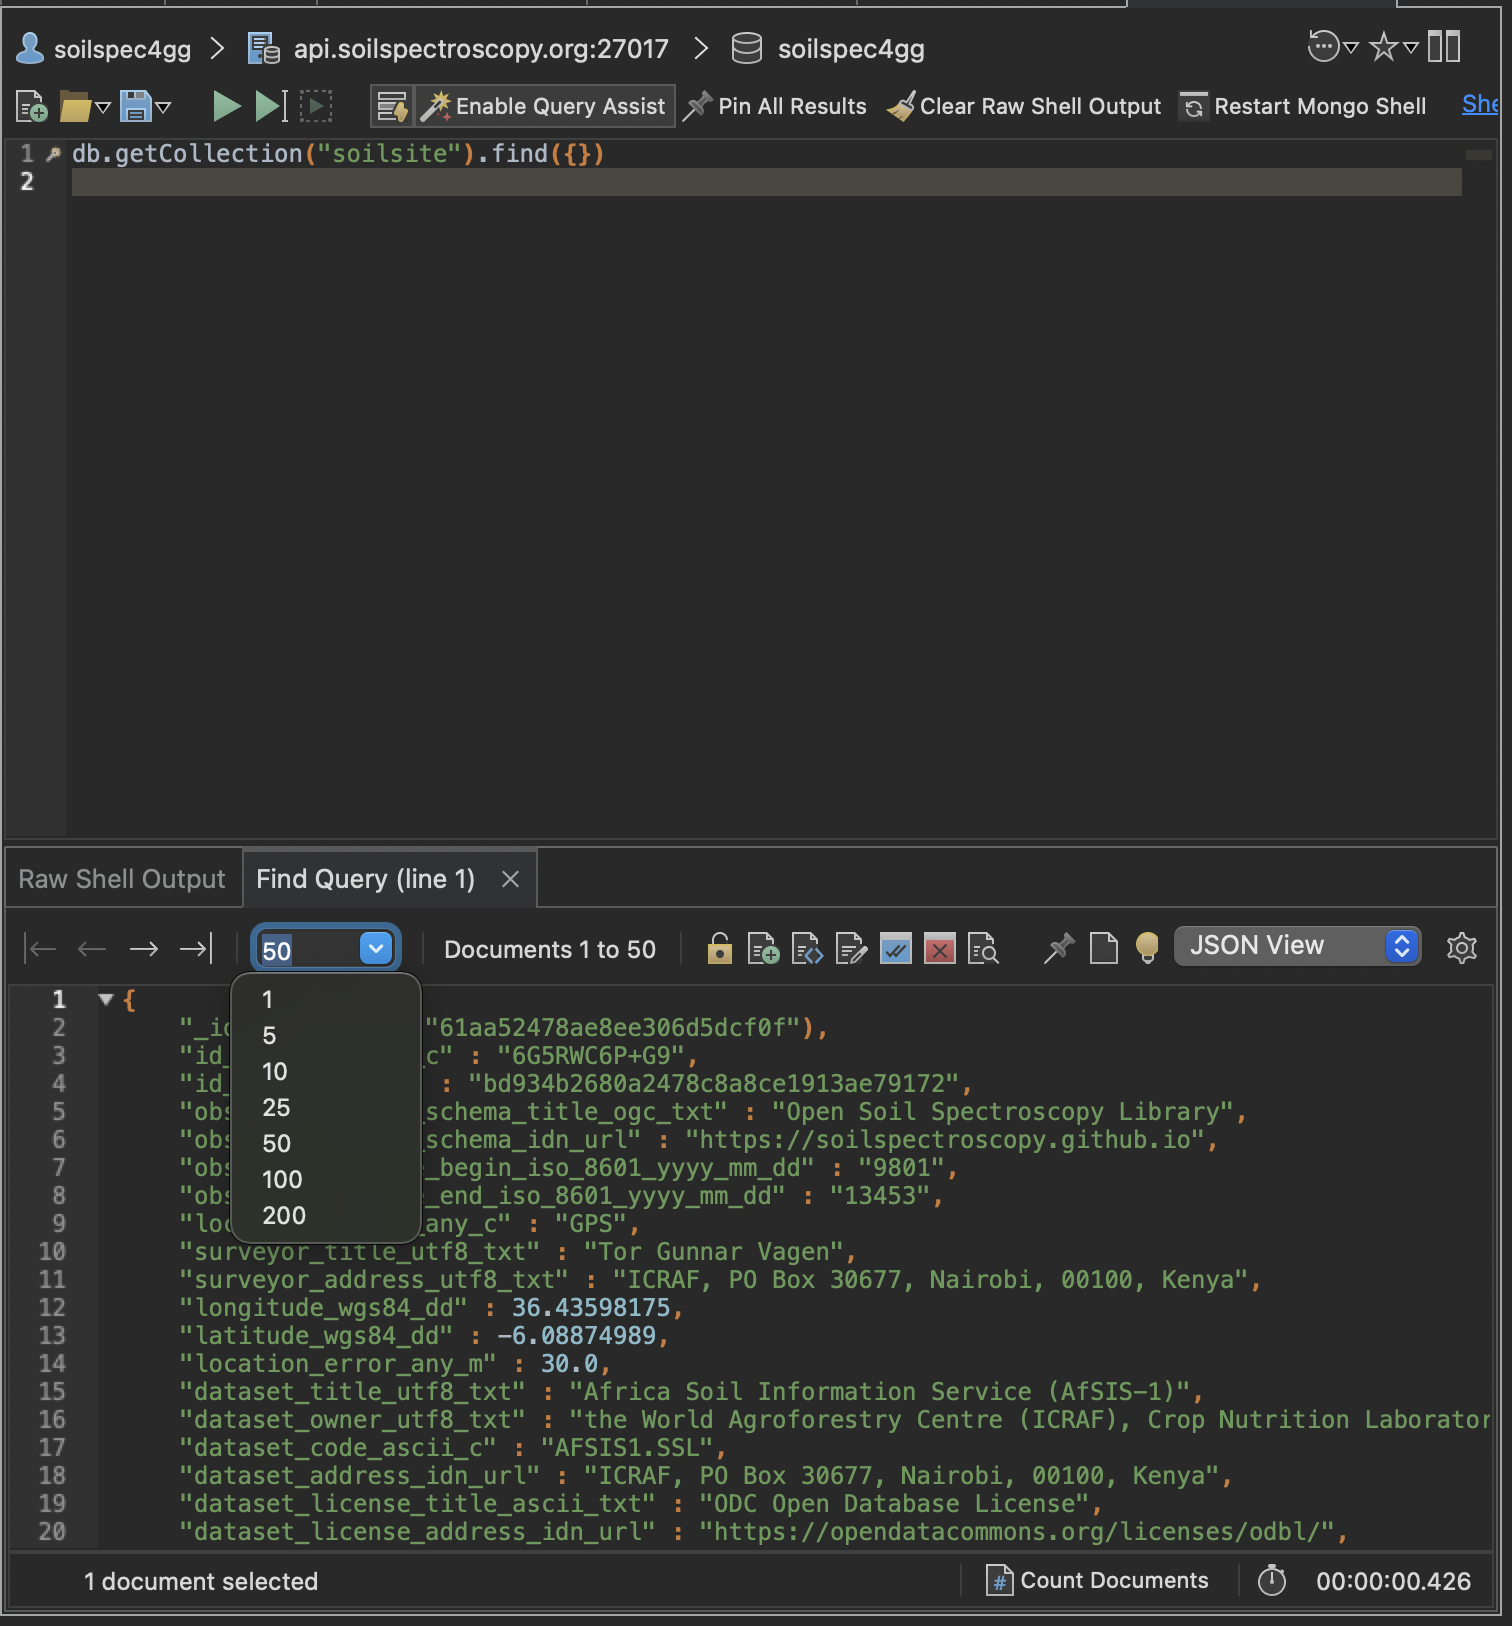 soilspec4gg > api.soilspectroscopy.org:27017 > soilspec4gg
Enable Query Assist Pin All Results Clear Raw Shell Output Restart Mongo Shell She
1 db.getCollection("soilsite").find({})
2
Raw Shell Output Find Query (line 1) ×
50 Documents 1 to 50 JSON View
1
5
10
25
50
100
200
1 {
2 "_id "61aa52478ae8ee306d5dcf0f"),
3 "id_ c" : "6G5RWC6P+G9",
4 "id_ : "bd934b2680a2478c8a8ce1913ae79172",
5 "obs schema_title_ogc_txt" : "Open Soil Spectroscopy Library",
6 "obs schema_idn_url" : "https://soilspectroscopy.github.io",
7 "obs _begin_iso_8601_yyyy_mm_dd" : "9801",
8 "obs _end_iso_8601_yyyy_mm_dd" : "13453",
9 "loc any_c" : "GPS",
10 "surveyor_title_utf8_txt" : "Tor Gunnar Vagen",
11 "surveyor_address_utf8_txt" : "ICRAF, PO Box 30677, Nairobi, 00100, Kenya",
12 "longitude_wgs84_dd" : 36.43598175,
13 "latitude_wgs84_dd" : -6.08874989,
14 "location_error_any_m" : 30.0,
15 "dataset_title_utf8_txt" : "Africa Soil Information Service (AfSIS-1)",
16 "dataset_owner_utf8_txt" : "the World Agroforestry Centre (ICRAF), Crop Nutrition Laborator
17 "dataset_code_ascii_c" : "AFSIS1.SSL",
18 "dataset_address_idn_url" : "ICRAF, PO Box 30677, Nairobi, 00100, Kenya",
19 "dataset_license_title_ascii_txt" : "ODC Open Database License",
20 "dataset_license_address_idn_url" : "https://opendatacommons.org/licenses/odbl/",
1 document selected Count Documents 00:00:00.426